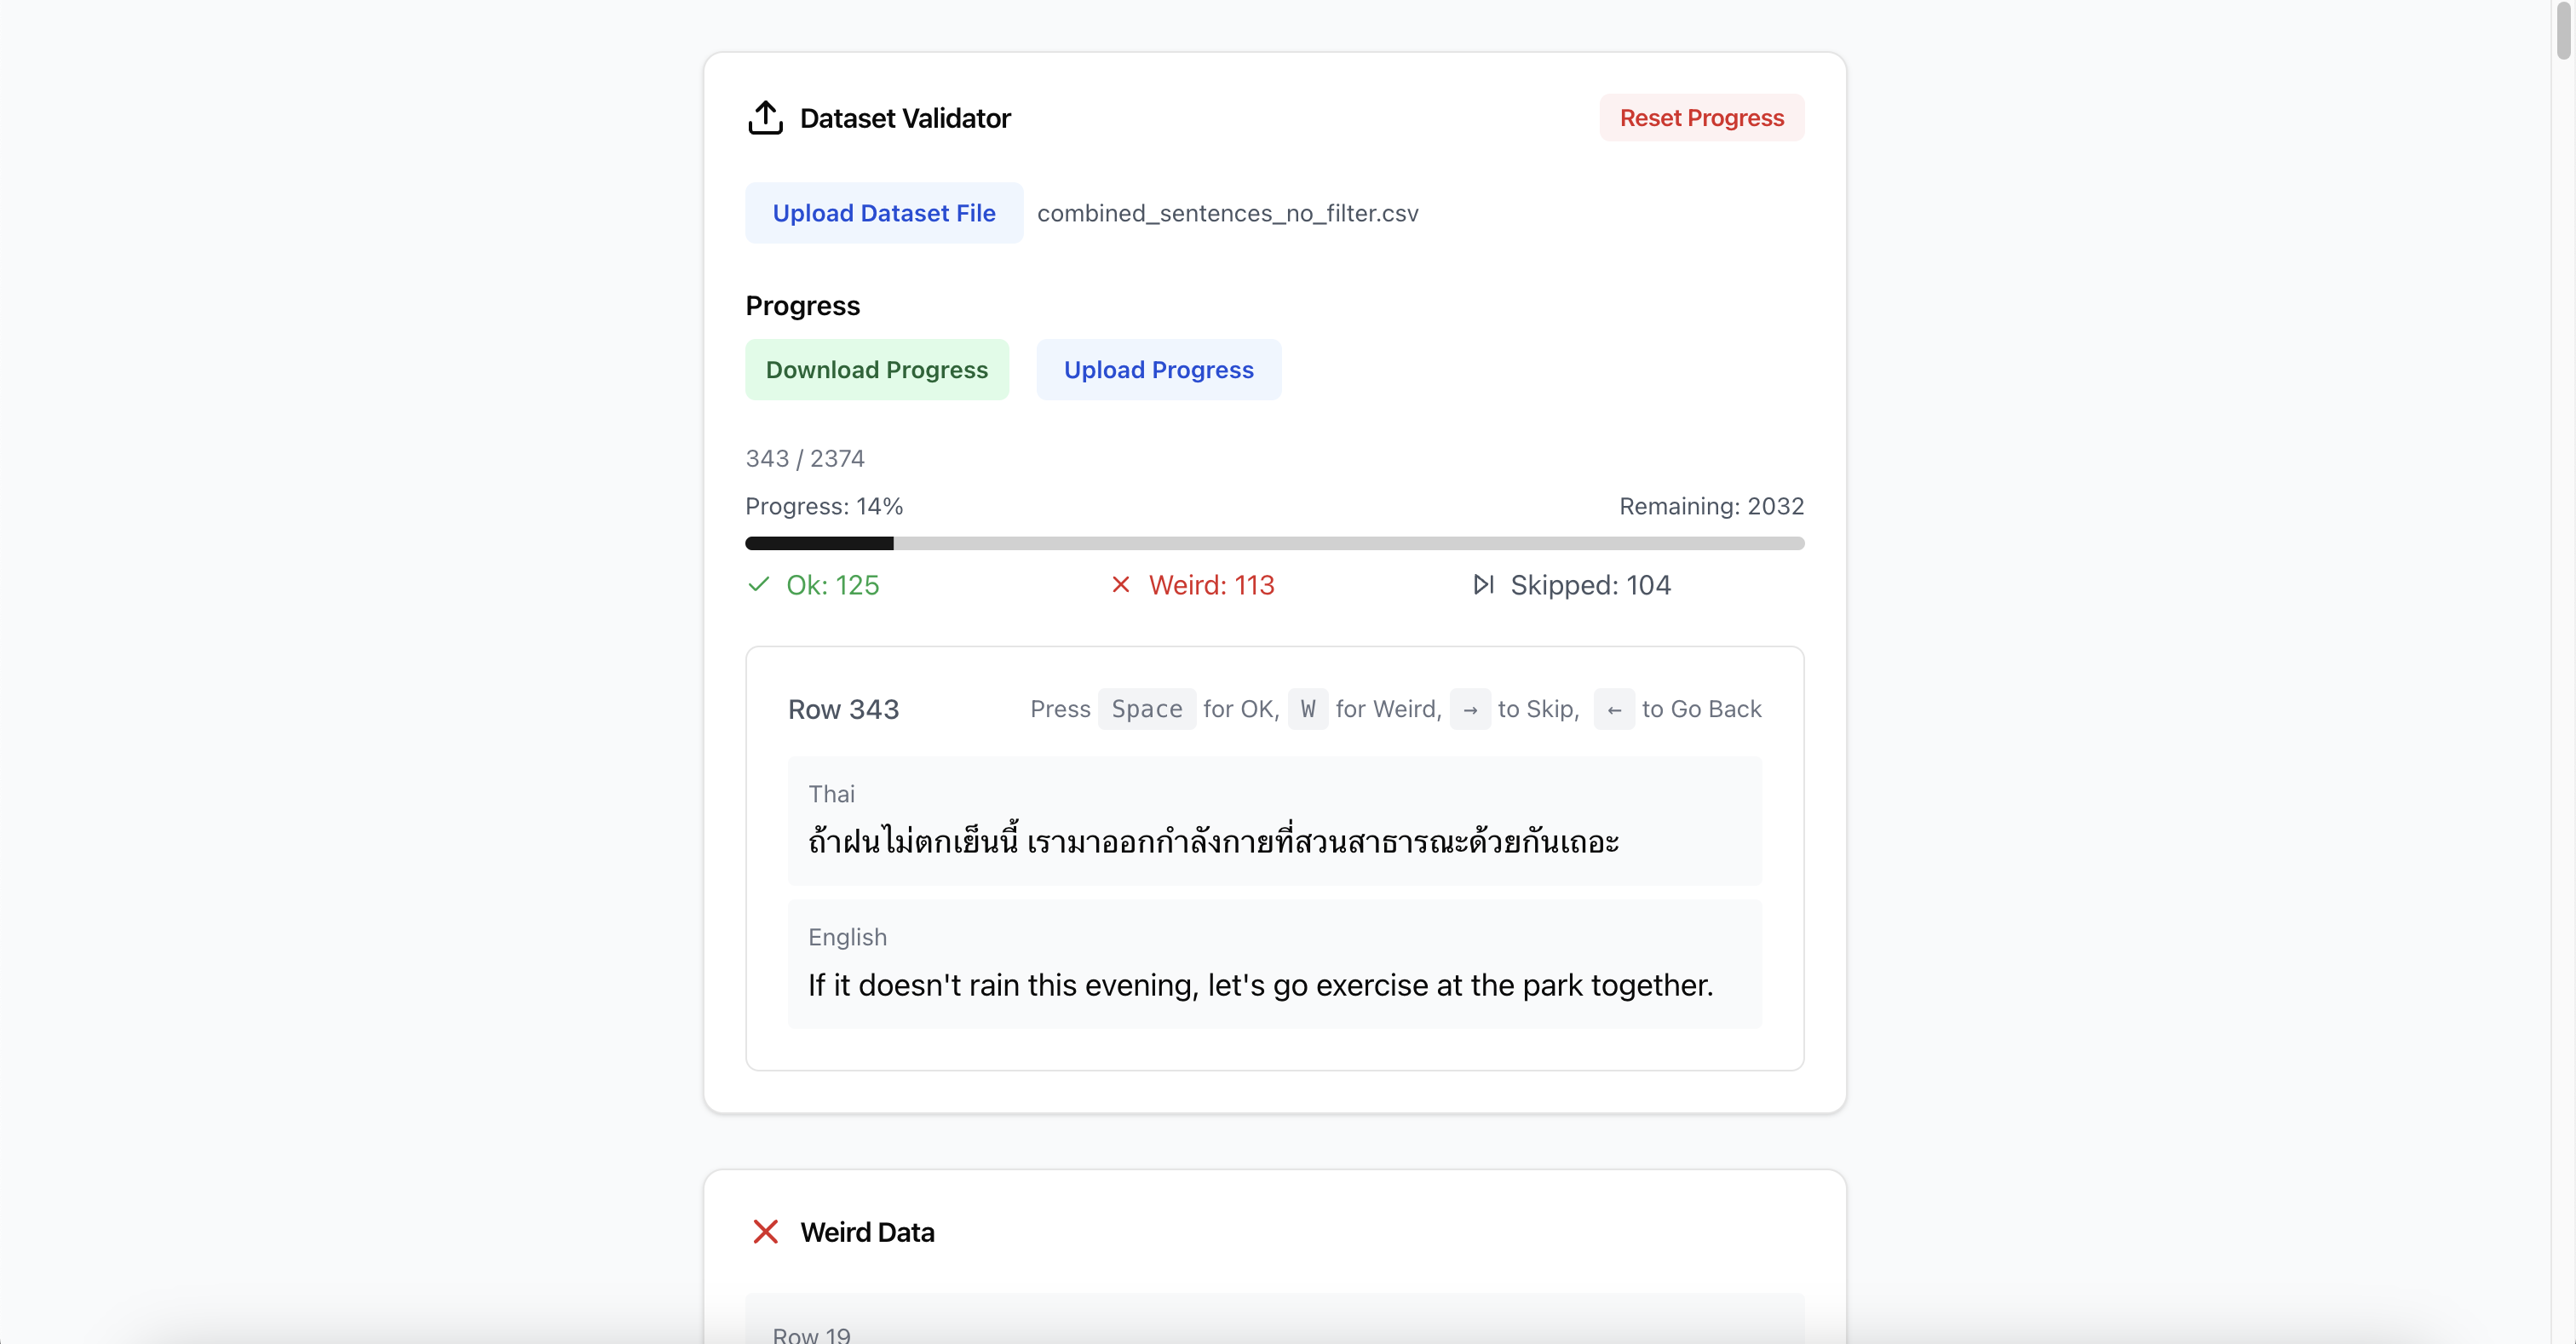 Dataset Validator
Reset Progress
Upload Dataset File combined_sentences_no_filter.csv
Progress
Download Progress Upload Progress
343 / 2374
Progress: 14% Remaining: 2032
Ok: 125 Weird: 113 Skipped: 104
Row 343 Press Space for OK, W for Weird, → to Skip, ← to Go Back
Thai
ถ้าฝนไม่ตกเย็นนี้ เรามาออกกำลังกายที่สวนสาธารณะด้วยกันเถอะ
English
If it doesn't rain this evening, let's go exercise at the park together.
Weird Data
Row 19